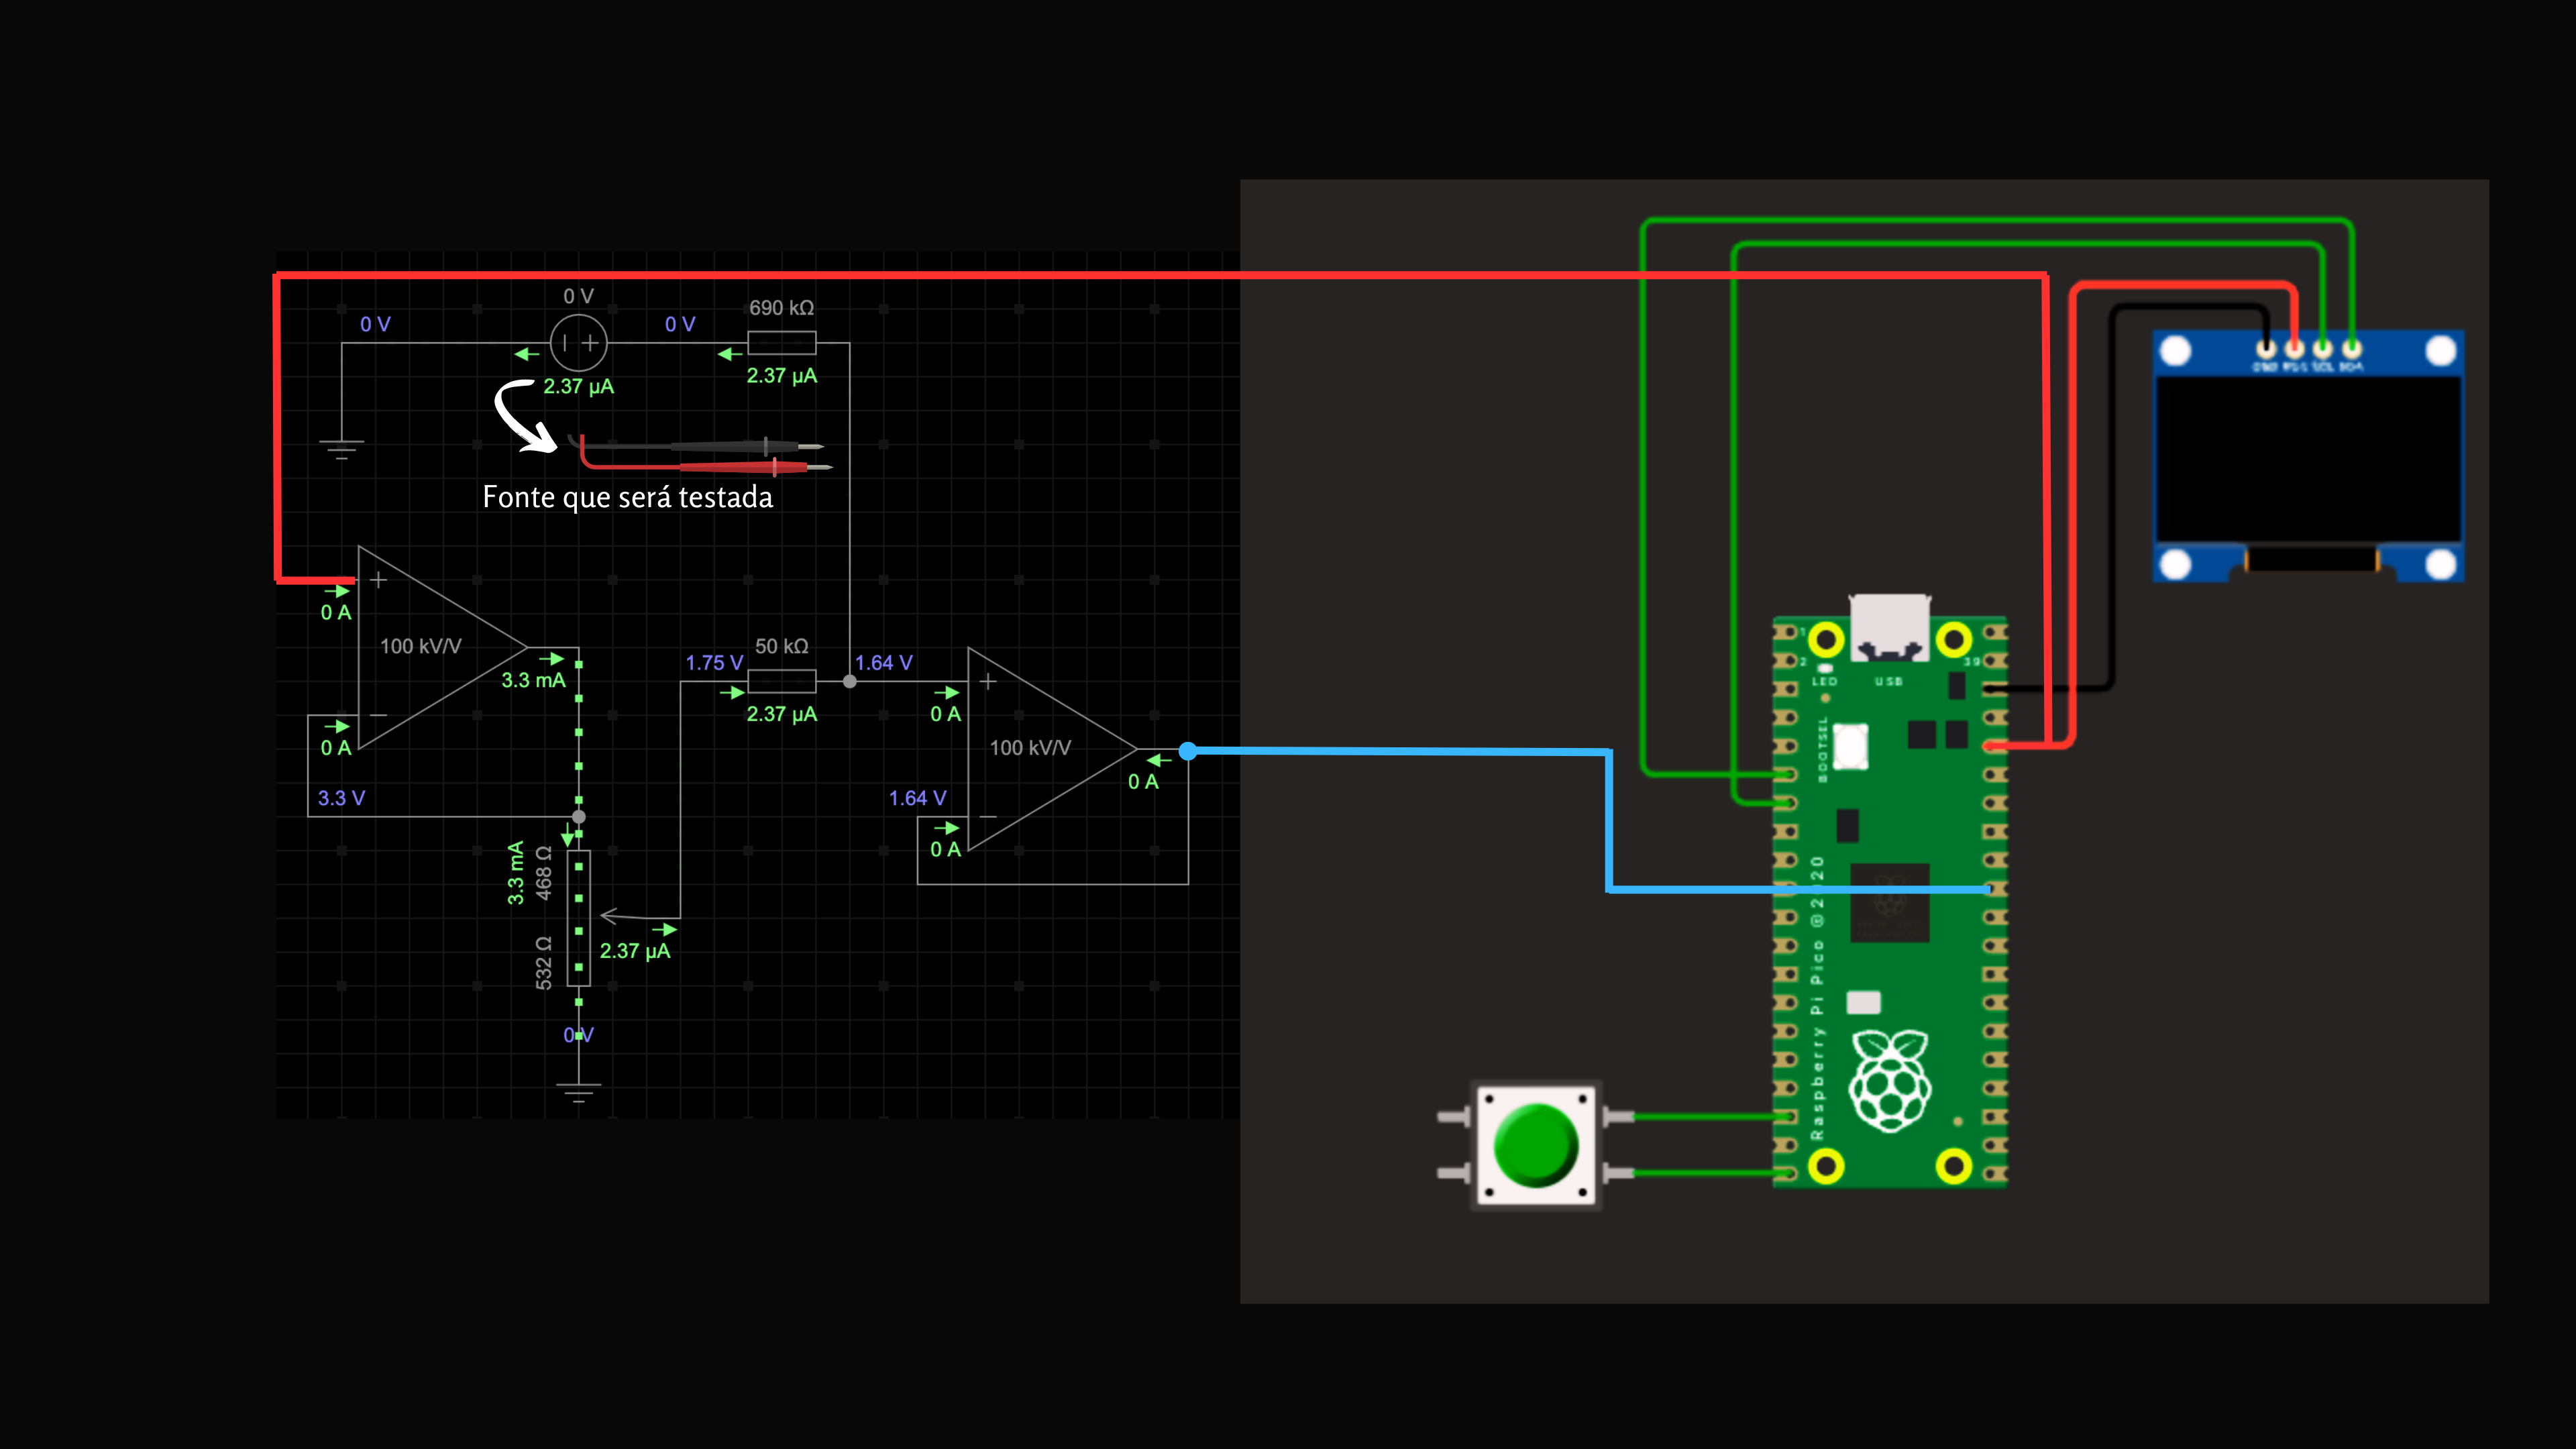 0 V
0 V
0 V
690 kΩ
2.37 µA
2.37 µA
Fonte que será testada
+
0 A
100 kV/V
3.3 mA
0 A
3.3 V
3.3 mA
468 Ω
532 Ω
2.37 µA
0 V
1.75 V
50 kΩ
1.64 V
2.37 µA
0 A
100 kV/V
0 A
1.64 V
0 A
GND VCC SCL SDA
1
2
39
LED
USB
BOOTSEL
Raspberry Pi Pico ©2020